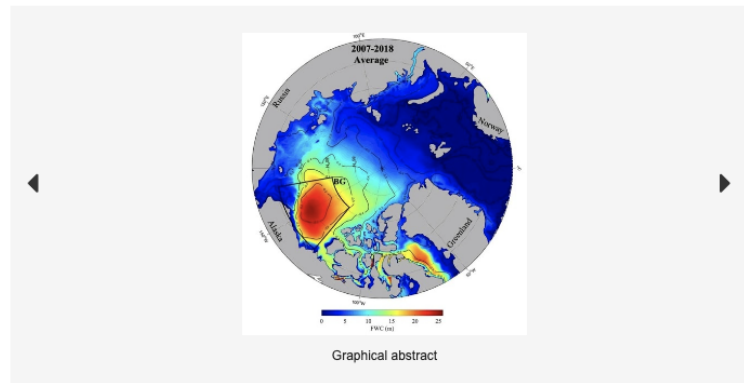 2007-2018
Average
Russia
Norway
BG
Alaska
Greenland
0 5 10 15 20 25
FWC (m)
Graphical abstract